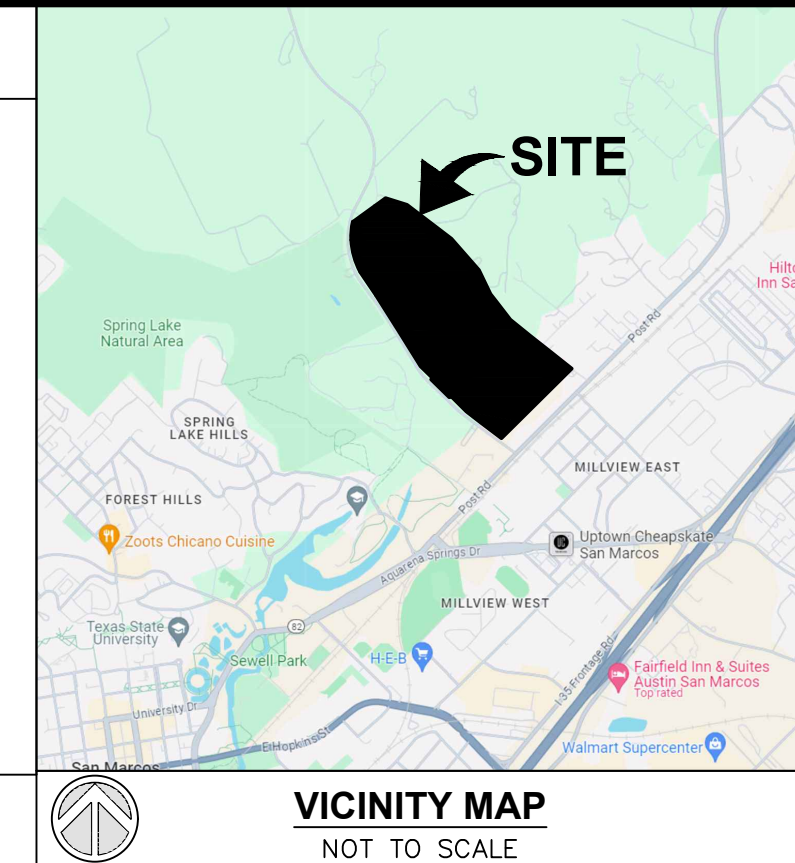 SITE
Hilto
Inn Sa
Post Rd
Spring Lake
Natural Area
SPRING
LAKE HILLS
MILLVIEW EAST
FOREST HILLS
Post Rd
Zoots Chicano Cuisine
Uptown Cheapskate
San Marcos
Aquarena Springs Dr
MILLVIEW WEST
Texas State
University
82
Sewell Park
H-E-B
I-35 Frontage Rd
Fairfield Inn & Suites
Austin San Marcos
Top rated
University Dr
E Hopkins St
Walmart Supercenter
San Marcos
VICINITY MAP
NOT TO SCALE